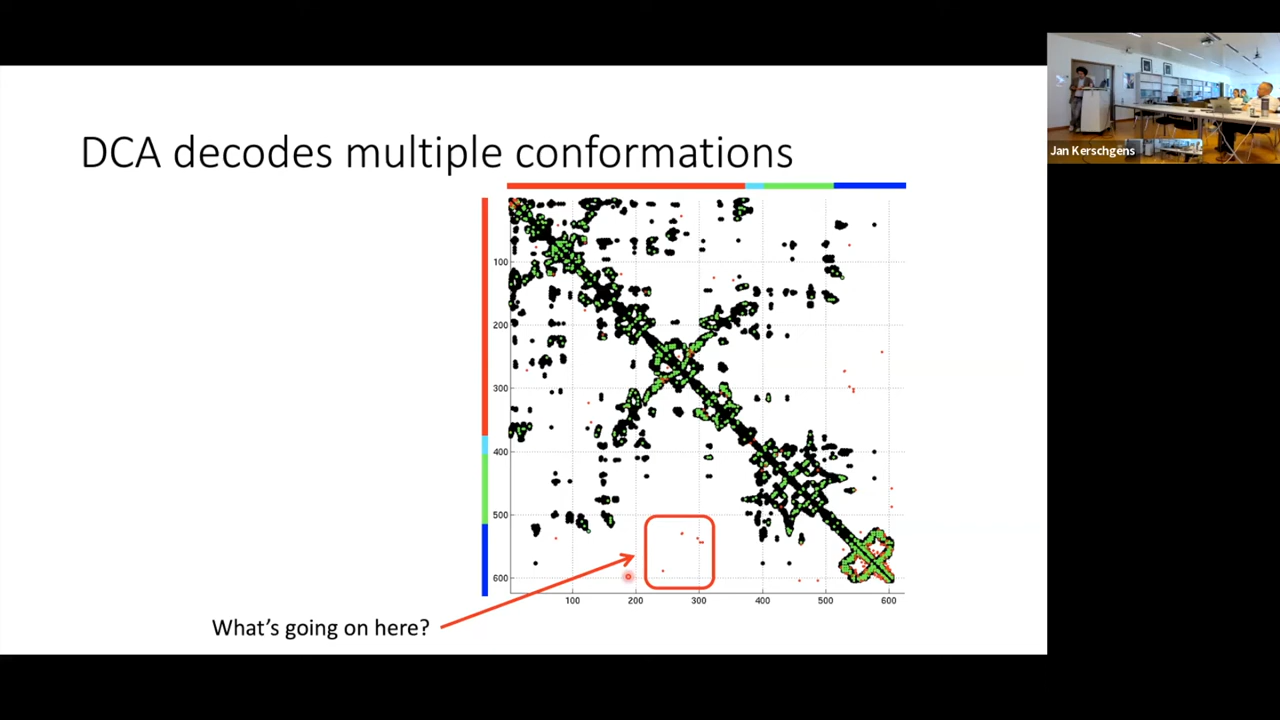 DCA decodes multiple conformations
Jan Kerschgens
100
200
300
400
500
600
100 200 300 400 500 600
What's going on here?